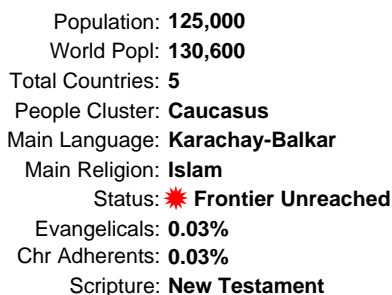 Population: 125,000
World Popl: 130,600
Total Countries: 5
People Cluster: Caucasus
Main Language: Karachay-Balkar
Main Religion: Islam
Status: Frontier Unreached
Evangelicals: 0.03%
Chr Adherents: 0.03%
Scripture: New Testament